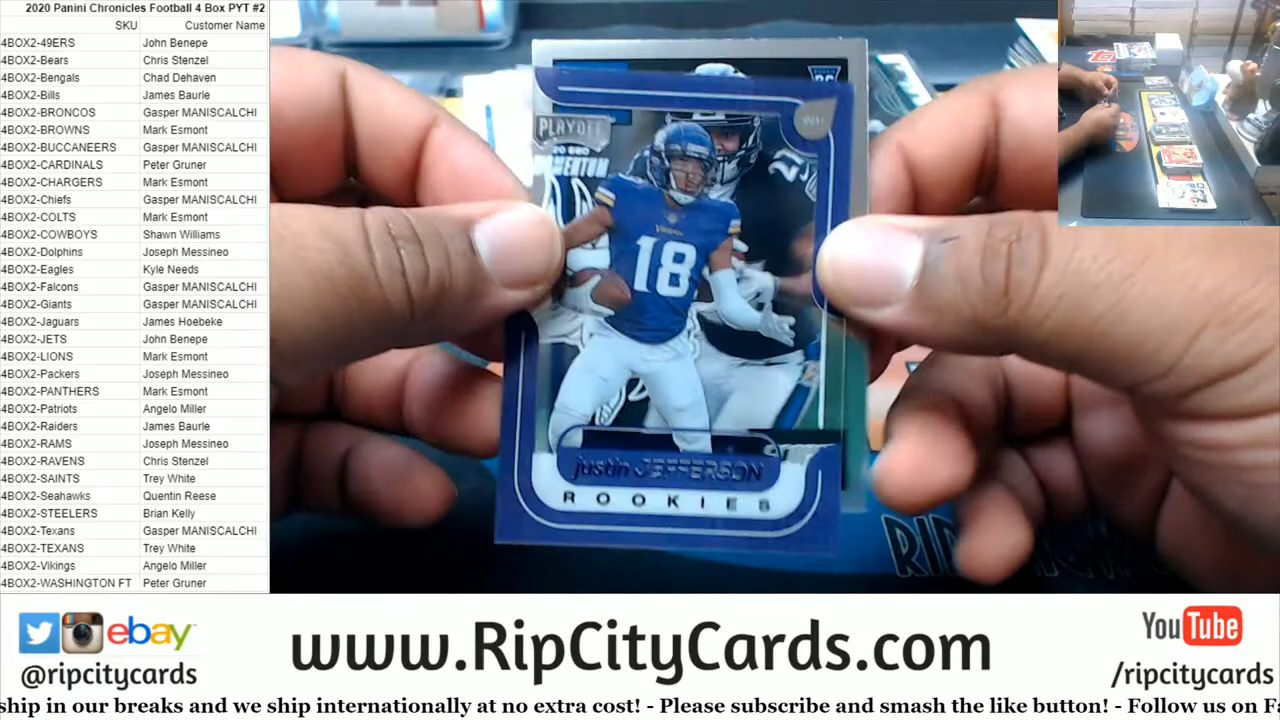 2020 Panini Chronicles Football 4 Box PYT #2
SKU Customer Name
4BOX2-49ERS John Benepe
4BOX2-Bears Chris Stenzel
4BOX2-Bengals Chad Dehaven
4BOX2-Bills James Baurle
4BOX2-BRONCOS Gasper MANISCALCHI
4BOX2-BROWNS Mark Esmont
4BOX2-BUCCANEERS Gasper MANISCALCHI
4BOX2-CARDINALS Peter Gruner
4BOX2-CHARGERS Mark Esmont
4BOX2-Chiefs Gasper MANISCALCHI
4BOX2-COLTS Mark Esmont
4BOX2-COWBOYS Shawn Williams
4BOX2-Dolphins Joseph Messineo
4BOX2-Eagles Kyle Needs
4BOX2-Falcons Gasper MANISCALCHI
4BOX2-Giants Gasper MANISCALCHI
4BOX2-Jaguars James Hoebeke
4BOX2-JETS John Benepe
4BOX2-LIONS Mark Esmont
4BOX2-Packers Joseph Messineo
4BOX2-PANTHERS Mark Esmont
4BOX2-Patriots Angelo Miller
4BOX2-Raiders James Baurle
4BOX2-RAMS Joseph Messineo
4BOX2-RAVENS Chris Stenzel
4BOX2-SAINTS Trey White
4BOX2-Seahawks Quentin Reese
4BOX2-STEELERS Brian Kelly
4BOX2-Texans Gasper MANISCALCHI
4BOX2-TEXANS Trey White
4BOX2-Vikings Angelo Miller
4BOX2-WASHINGTON FT Peter Gruner
PLAYOFF
MOMENTUM
WR
Vikings
18
justin JEFFERSON
ROOKIES
ebay
@ripcitycards
www.RipCityCards.com
YouTube
/ripcitycards
ship in our breaks and we ship internationally at no extra cost! - Please subscribe and smash the like button! - Follow us on Fa